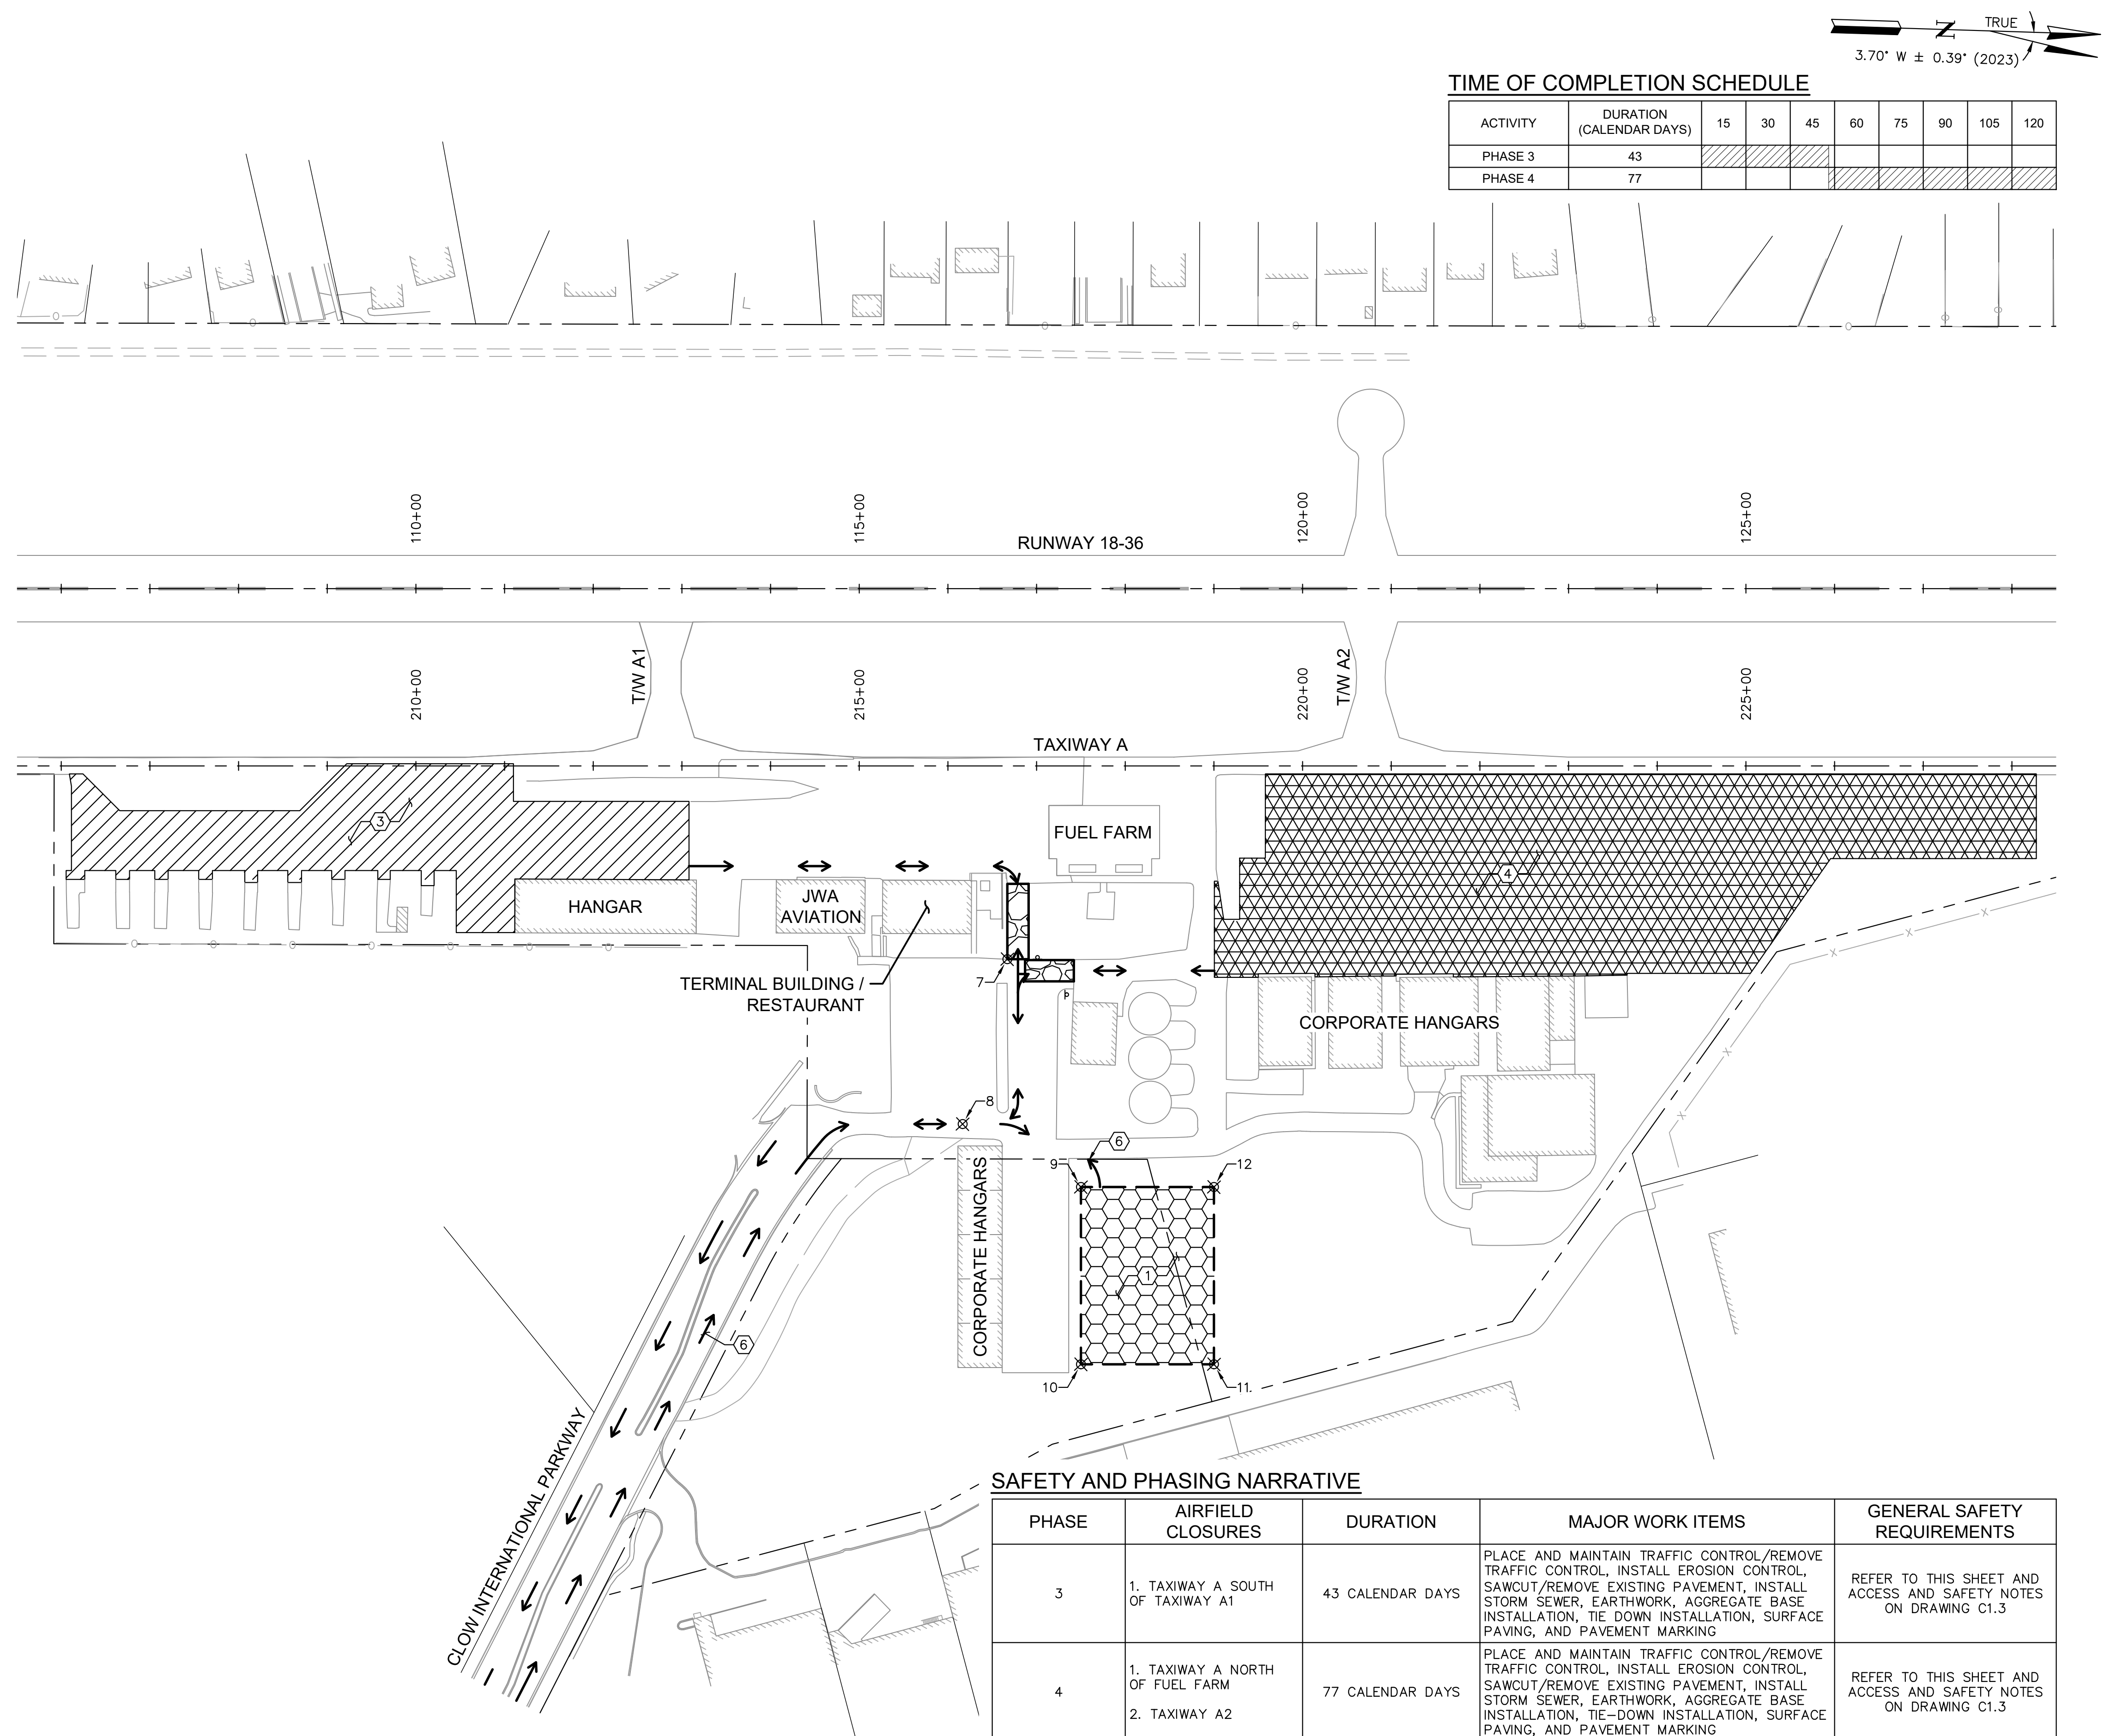 TRUE
N
3.70° W ± 0.39° (2023)
TIME OF COMPLETION SCHEDULE
ACTIVITY
DURATION
(CALENDAR DAYS)
15
30
45
60
75
90
105
120
PHASE 3
43
PHASE 4
77
110+00
115+00
120+00
125+00
RUNWAY 18-36
210+00
T/W A1
215+00
220+00
T/W A2
225+00
TAXIWAY A
3
FUEL FARM
4
HANGAR
JWA
AVIATION
TERMINAL BUILDING /
RESTAURANT
7
P
CORPORATE HANGARS
8
6
9
12
CORPORATE HANGARS
1
6
10
11
CLOW INTERNATIONAL PARKWAY
SAFETY AND PHASING NARRATIVE
PHASE
AIRFIELD
CLOSURES
DURATION
MAJOR WORK ITEMS
GENERAL SAFETY
REQUIREMENTS
3
1. TAXIWAY A SOUTH
OF TAXIWAY A1
43 CALENDAR DAYS
PLACE AND MAINTAIN TRAFFIC CONTROL/REMOVE
TRAFFIC CONTROL, INSTALL EROSION CONTROL,
SAWCUT/REMOVE EXISTING PAVEMENT, INSTALL
STORM SEWER, EARTHWORK, AGGREGATE BASE
INSTALLATION, TIE DOWN INSTALLATION, SURFACE
PAVING, AND PAVEMENT MARKING
REFER TO THIS SHEET AND
ACCESS AND SAFETY NOTES
ON DRAWING C1.3
4
1. TAXIWAY A NORTH
OF FUEL FARM
2. TAXIWAY A2
77 CALENDAR DAYS
PLACE AND MAINTAIN TRAFFIC CONTROL/REMOVE
TRAFFIC CONTROL, INSTALL EROSION CONTROL,
SAWCUT/REMOVE EXISTING PAVEMENT, INSTALL
STORM SEWER, EARTHWORK, AGGREGATE BASE
INSTALLATION, TIE-DOWN INSTALLATION, SURFACE
PAVING, AND PAVEMENT MARKING
REFER TO THIS SHEET AND
ACCESS AND SAFETY NOTES
ON DRAWING C1.3